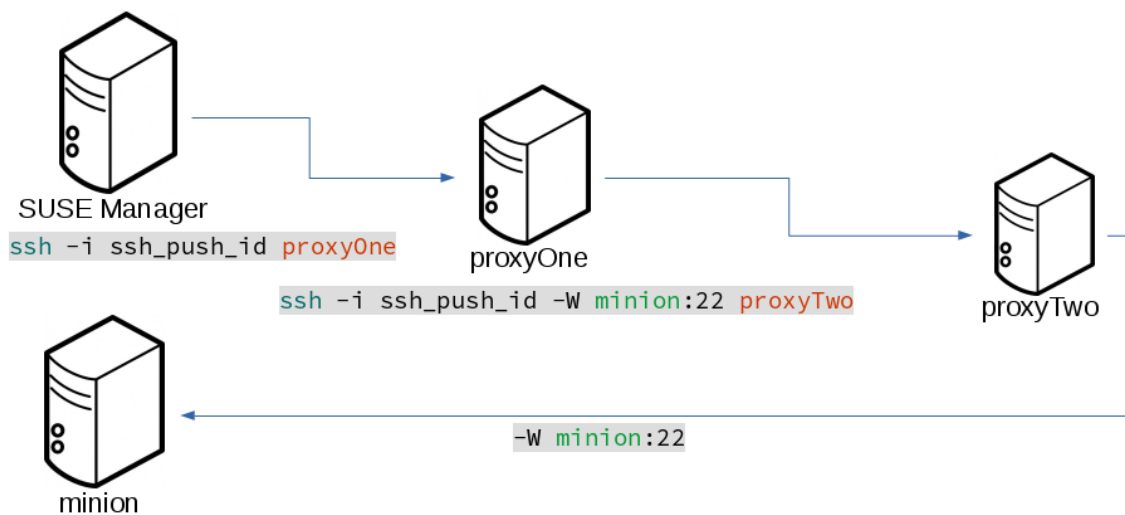 SUSE Manager
ssh -i ssh_push_id proxyOne
proxyOne
ssh -i ssh_push_id -W minion:22 proxyTwo
proxyTwo
-W minion:22
minion